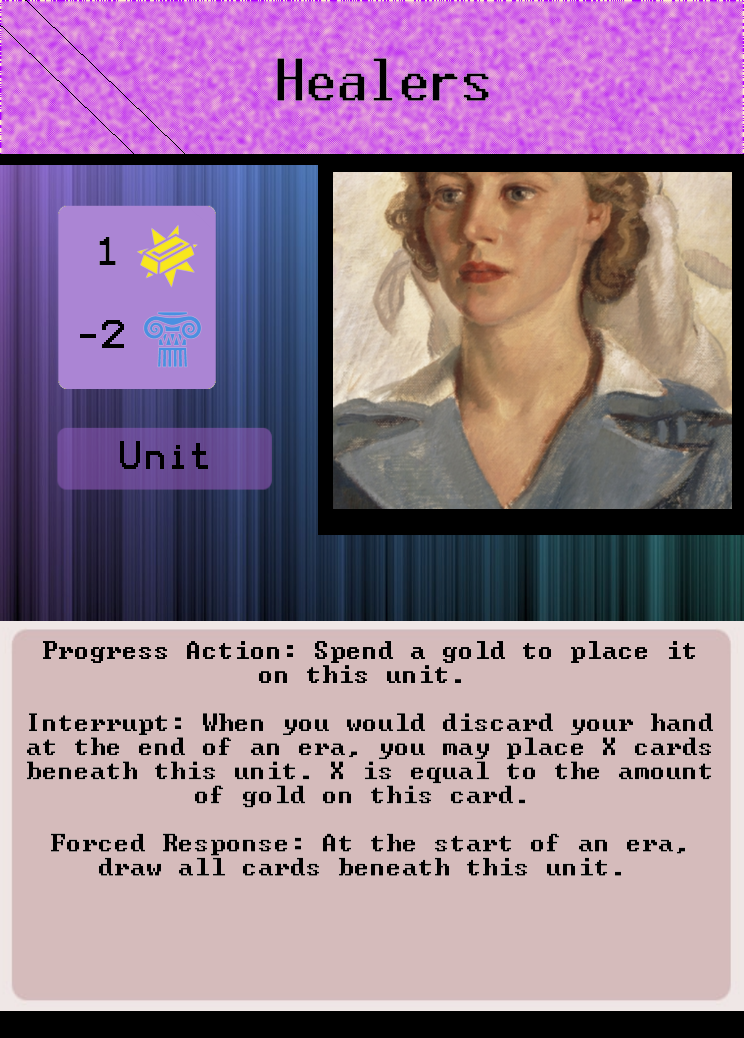 Healers
1
-2
Unit
Progress Action: Spend a gold to place it
on this unit.
Interrupt: When you would discard your hand
at the end of an era, you may place X cards
beneath this unit. X is equal to the amount
of gold on this card.
Forced Response: At the start of an era,
draw all cards beneath this unit.